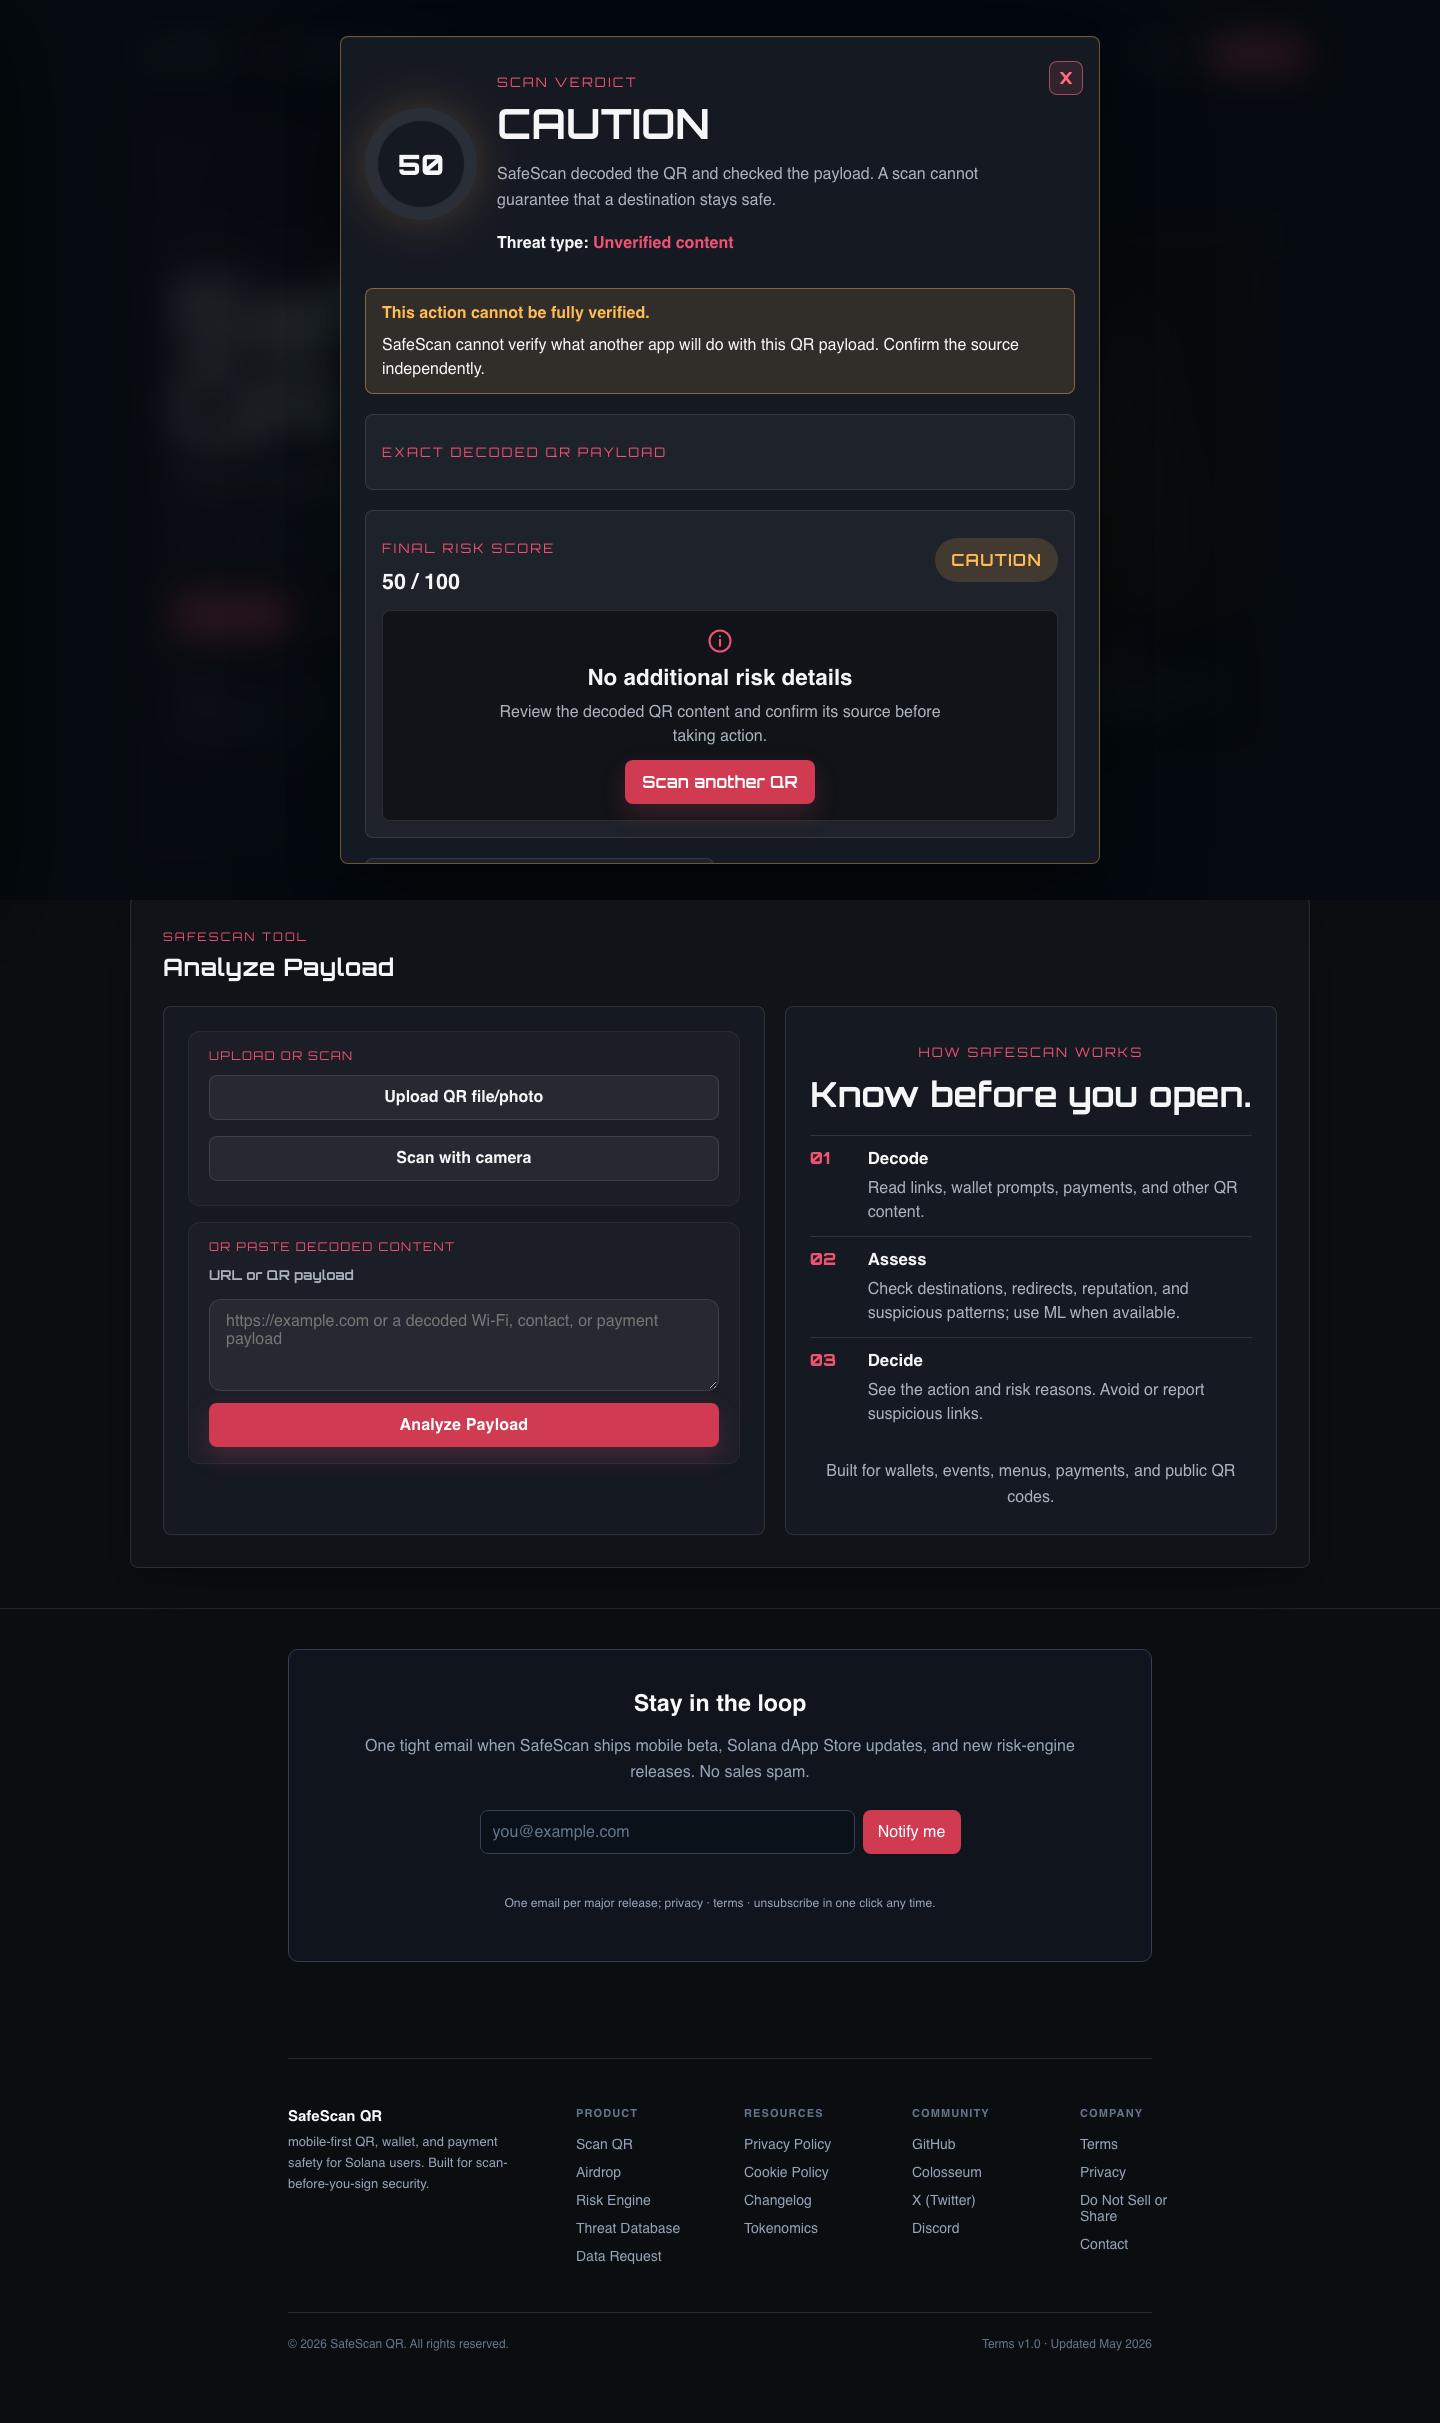 X
SCAN VERDICT
CAUTION
50
SafeScan decoded the QR and checked the payload. A scan cannot
guarantee that a destination stays safe.
Threat type: Unverified content
This action cannot be fully verified.
SafeScan cannot verify what another app will do with this QR payload. Confirm the source
independently.
EXACT DECODED QR PAYLOAD
FINAL RISK SCORE
50 / 100
CAUTION
No additional risk details
Review the decoded QR content and confirm its source before
taking action.
Scan another QR
SAFESCAN TOOL
Analyze Payload
UPLOAD OR SCAN
Upload QR file/photo
Scan with camera
OR PASTE DECODED CONTENT
URL or QR payload
https://example.com or a decoded Wi-Fi, contact, or payment
payload
Analyze Payload
HOW SAFESCAN WORKS
Know before you open.
01 Decode
Read links, wallet prompts, payments, and other QR
content.
02 Assess
Check destinations, redirects, reputation, and
suspicious patterns; use ML when available.
03 Decide
See the action and risk reasons. Avoid or report
suspicious links.
Built for wallets, events, menus, payments, and public QR
codes.
Stay in the loop
One tight email when SafeScan ships mobile beta, Solana dApp Store updates, and new risk-engine
releases. No sales spam.
you@example.com
Notify me
One email per major release; privacy · terms · unsubscribe in one click any time.
SafeScan QR
mobile-first QR, wallet, and payment
safety for Solana users. Built for scan-
before-you-sign security.
PRODUCT
Scan QR
Airdrop
Risk Engine
Threat Database
Data Request
RESOURCES
Privacy Policy
Cookie Policy
Changelog
Tokenomics
COMMUNITY
GitHub
Colosseum
X (Twitter)
Discord
COMPANY
Terms
Privacy
Do Not Sell or
Share
Contact
© 2026 SafeScan QR. All rights reserved.
Terms v1.0 · Updated May 2026